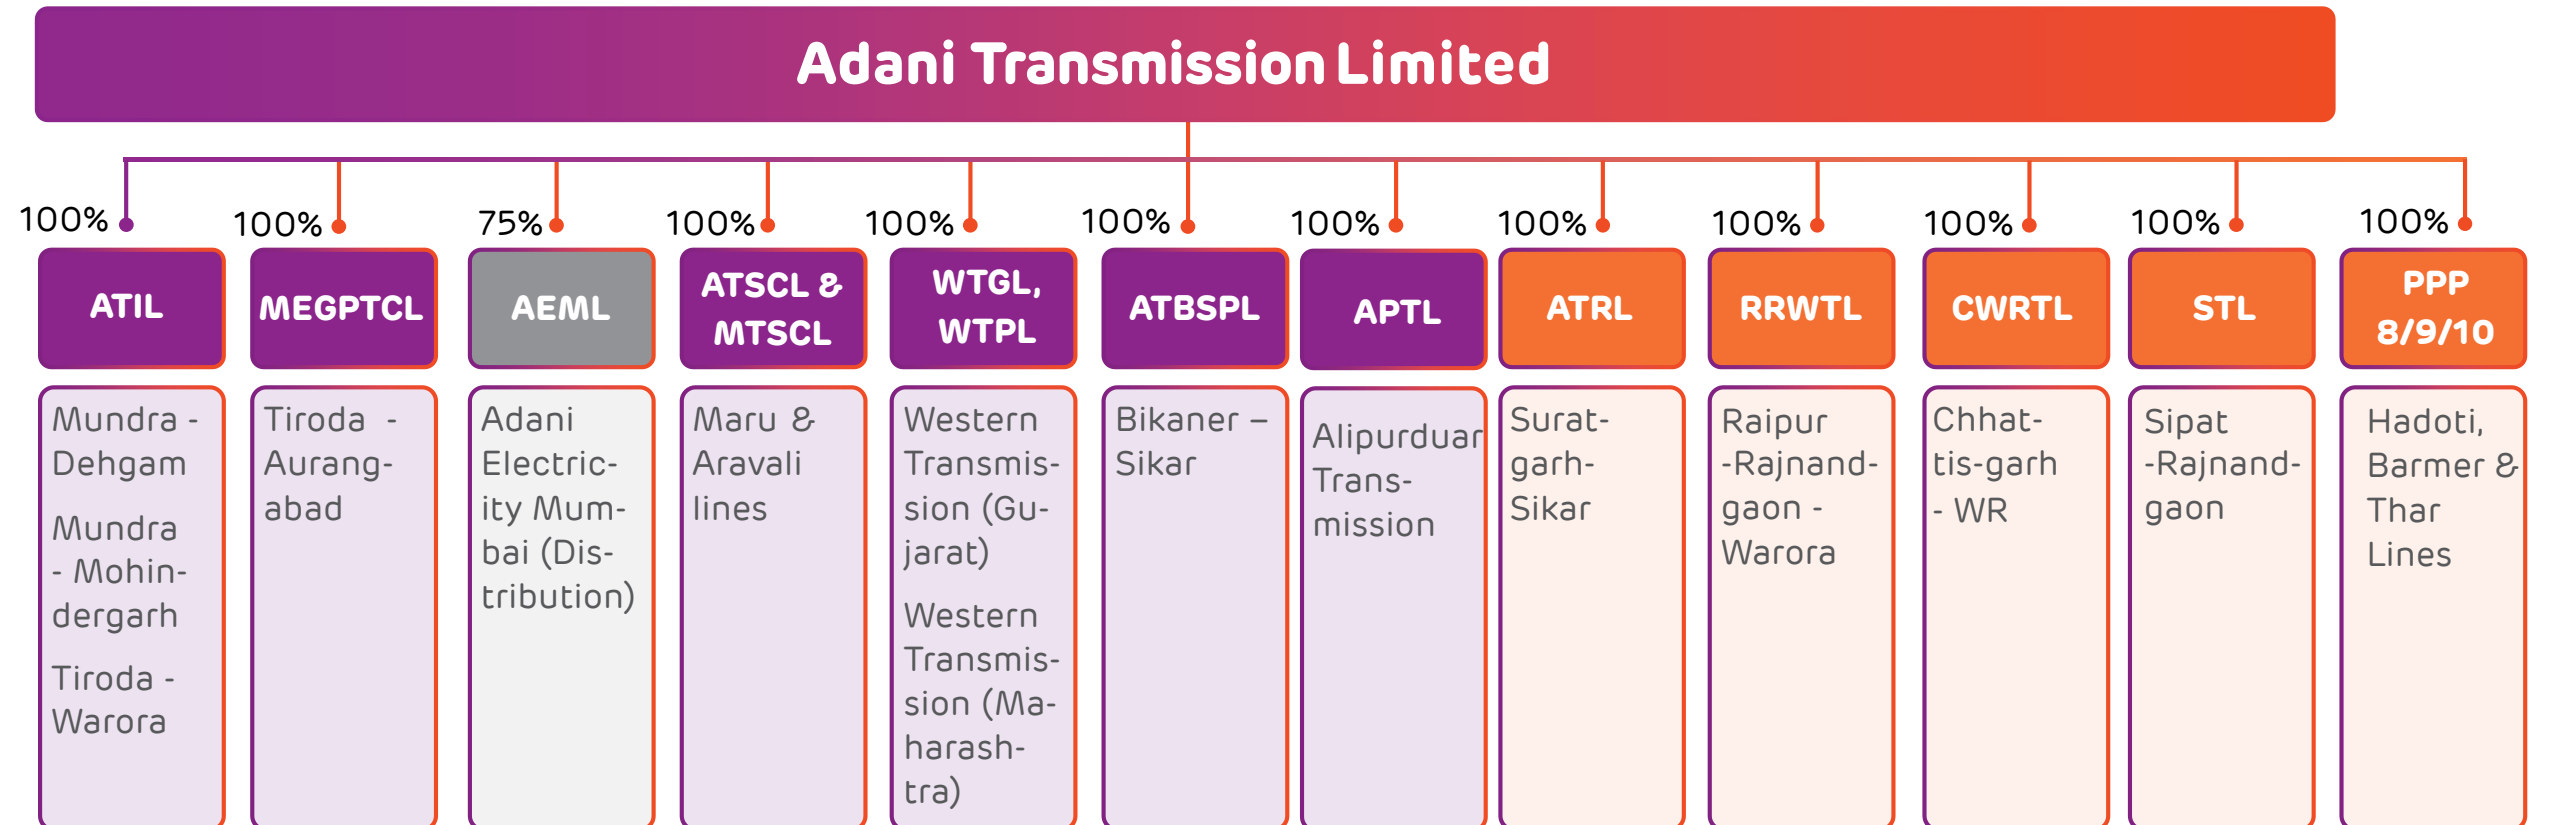 Adani Transmission Limited
100%
100%
75%
100%
100%
100%
100%
100%
100%
100%
100%
100%
ATIL
MEGPTCL
AEML
ATSCL &
MTSCL
WTGL,
WTPL
ATBSPL
APTL
ATRL
RRWTL
CWRTL
STL
PPP
8/9/10
Mundra -
Dehgam
Mundra
- Mohin-
dergarh
Tiroda -
Warora
Tiroda -
Aurang-
abad
Adani
Electric-
ity Mum-
bai (Dis-
tribution)
Maru &
Aravali
lines
Western
Transmis-
sion (Gu-
jarat)
Western
Transmis-
sion (Ma-
harash-
tra)
Bikaner –
Sikar
Alipurduar
Trans-
mission
Surat-
garh-
Sikar
Raipur
-Rajnand-
gaon -
Warora
Chhat-
tis-garh
- WR
Sipat
-Rajnand-
gaon
Hadoti,
Barmer &
Thar
Lines